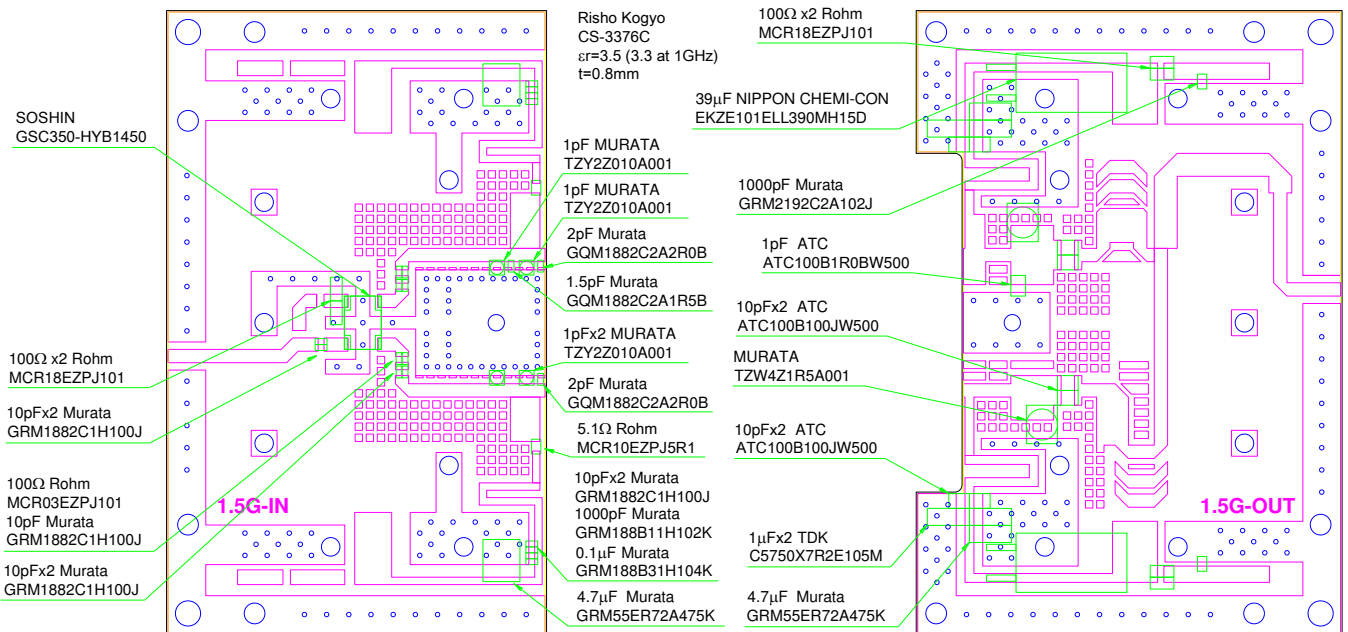 SOSHIN
GSC350-HYB1450
100Ω x2 Rohm
MCR18EZPJ101
10pFx2 Murata
GRM1882C1H100J
100Ω Rohm
MCR03EZPJ101
10pF Murata
GRM1882C1H100J
10pFx2 Murata
GRM1882C1H100J
1.5G-IN
Risho Kogyo
CS-3376C
εr=3.5 (3.3 at 1GHz)
t=0.8mm
1pF MURATA
TZY2Z010A001
1pF MURATA
TZY2Z010A001
2pF Murata
GQM1882C2A2R0B
1.5pF Murata
GQM1882C2A1R5B
1pFx2 MURATA
TZY2Z010A001
2pF Murata
GQM1882C2A2R0B
5.1Ω Rohm
MCR10EZPJ5R1
10pFx2 Murata
GRM1882C1H100J
1000pF Murata
GRM188B11H102K
0.1μF Murata
GRM188B31H104K
4.7μF Murata
GRM55ER72A475K
100Ω x2 Rohm
MCR18EZPJ101
39μF NIPPON CHEMI-CON
EKZE101ELL390MH15D
1000pF Murata
GRM2192C2A102J
1pF ATC
ATC100B1R0BW500
10pFx2 ATC
ATC100B100JW500
MURATA
TZW4Z1R5A001
10pFx2 ATC
ATC100B100JW500
1μFx2 TDK
C5750X7R2E105M
4.7μF Murata
GRM55ER72A475K
1.5G-OUT